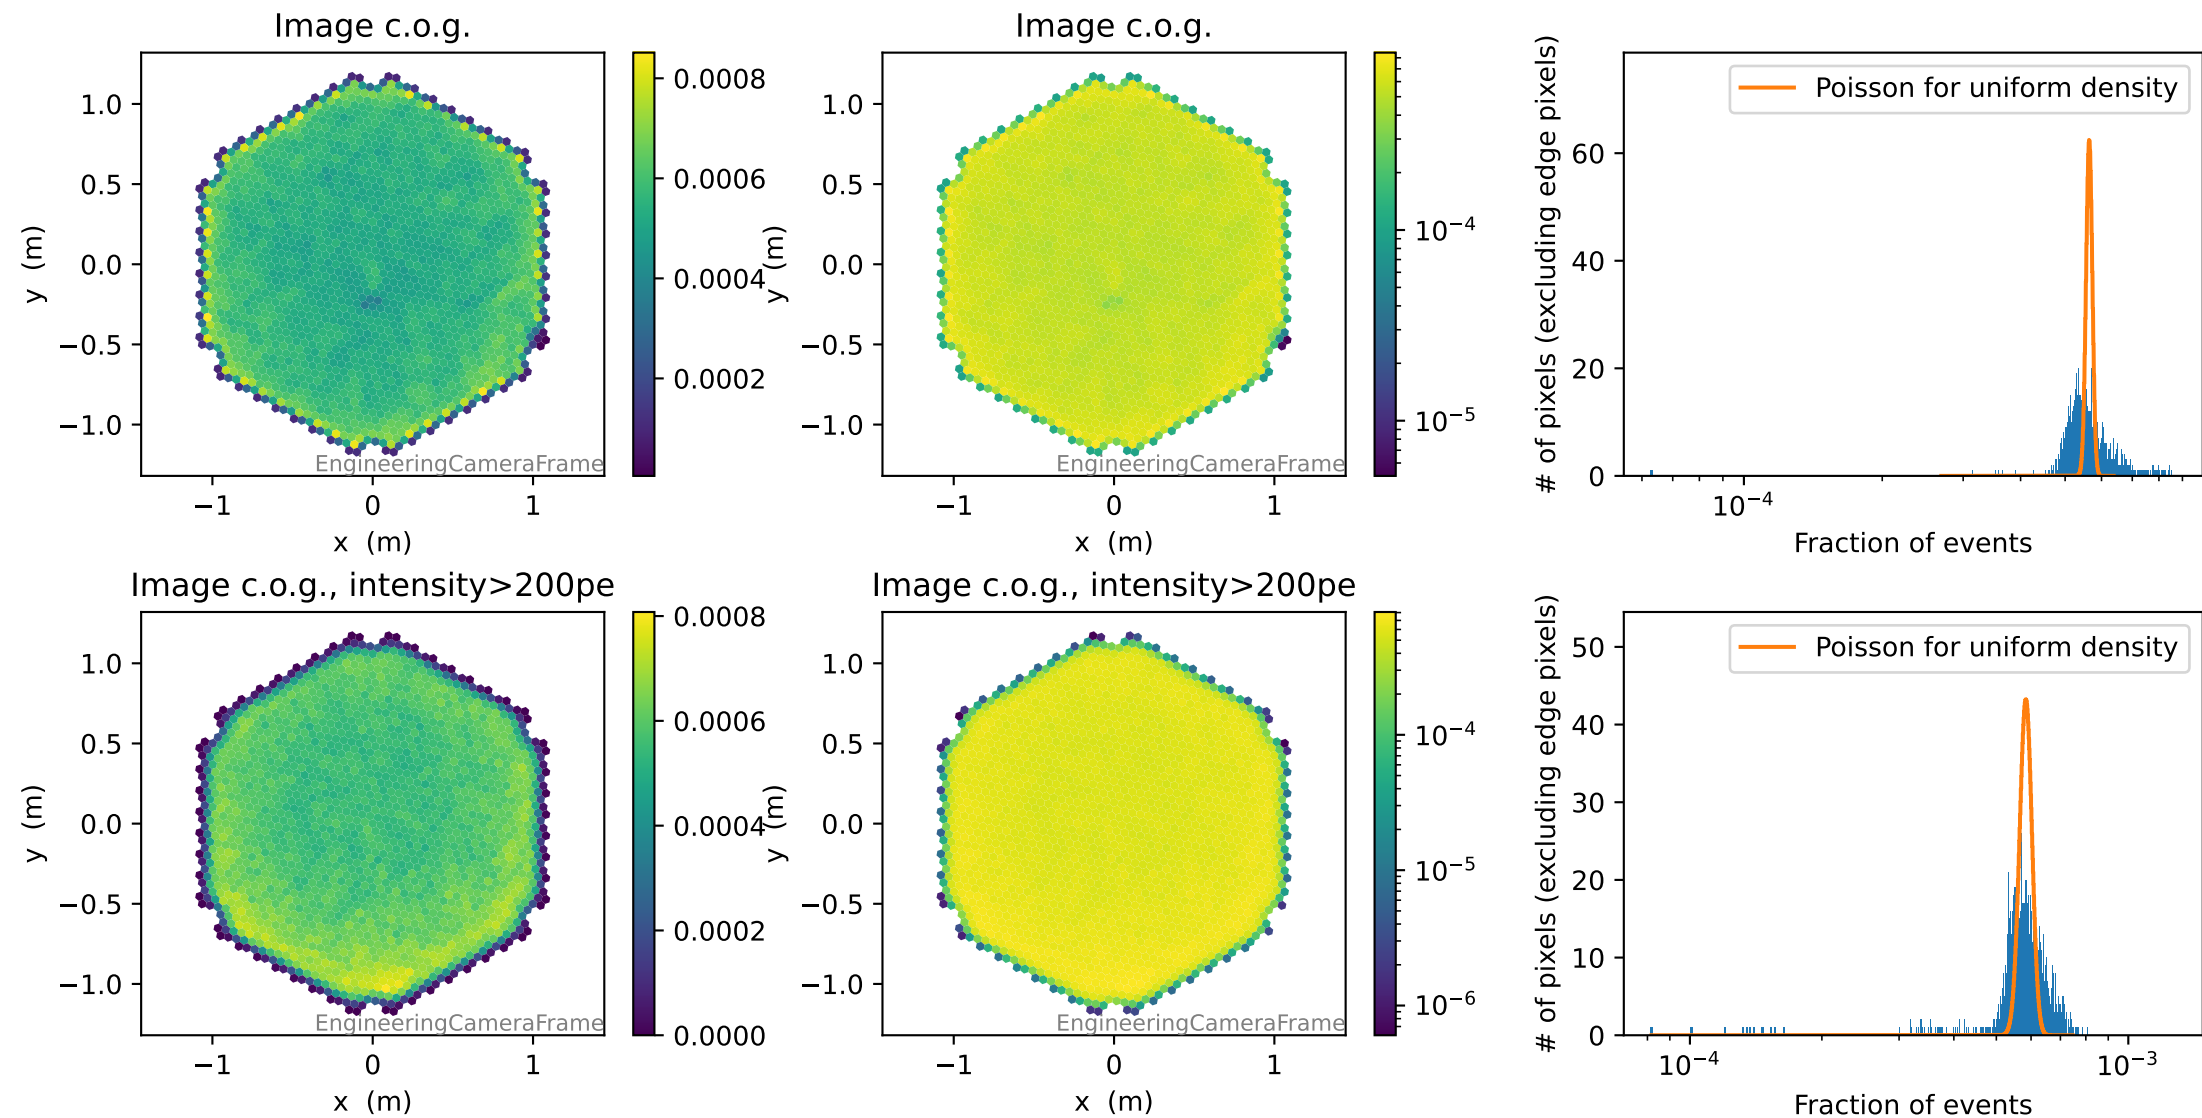 Image c.o.g.
y (m)
1.0
0.5
0.0
−0.5
−1.0
−1
0
1
x (m)
EngineeringCameraFrame
0.0008
0.0006
0.0004
0.0002
Image c.o.g.
y (m)
1.0
0.5
0.0
−0.5
−1.0
−1
0
1
x (m)
EngineeringCameraFrame
10⁻⁴
10⁻⁵
# of pixels (excluding edge pixels)
60
40
20
0
Poisson for uniform density
10⁻⁴
Fraction of events
Image c.o.g., intensity>200pe
y (m)
1.0
0.5
0.0
−0.5
−1.0
−1
0
1
x (m)
EngineeringCameraFrame
0.0008
0.0006
0.0004
0.0002
0.0000
Image c.o.g., intensity>200pe
y (m)
1.0
0.5
0.0
−0.5
−1.0
−1
0
1
x (m)
EngineeringCameraFrame
10⁻⁴
10⁻⁵
10⁻⁶
# of pixels (excluding edge pixels)
50
40
30
20
10
0
Poisson for uniform density
10⁻⁴
10⁻³
Fraction of events